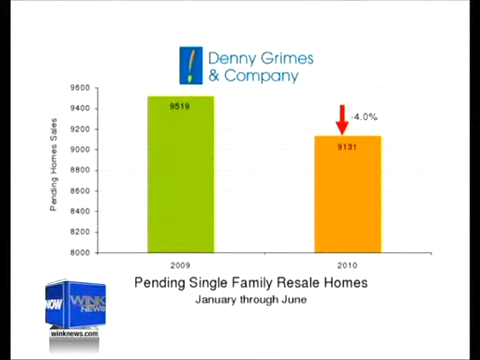 Denny Grimes
& Company
9600
9400
9200
9000
8800
8600
8400
8200
8000
Pending Homes Sales
9519
-4.0%
9131
2009
2010
Pending Single Family Resale Homes
January through June
NOW
WINK
NEWS
winknews.com